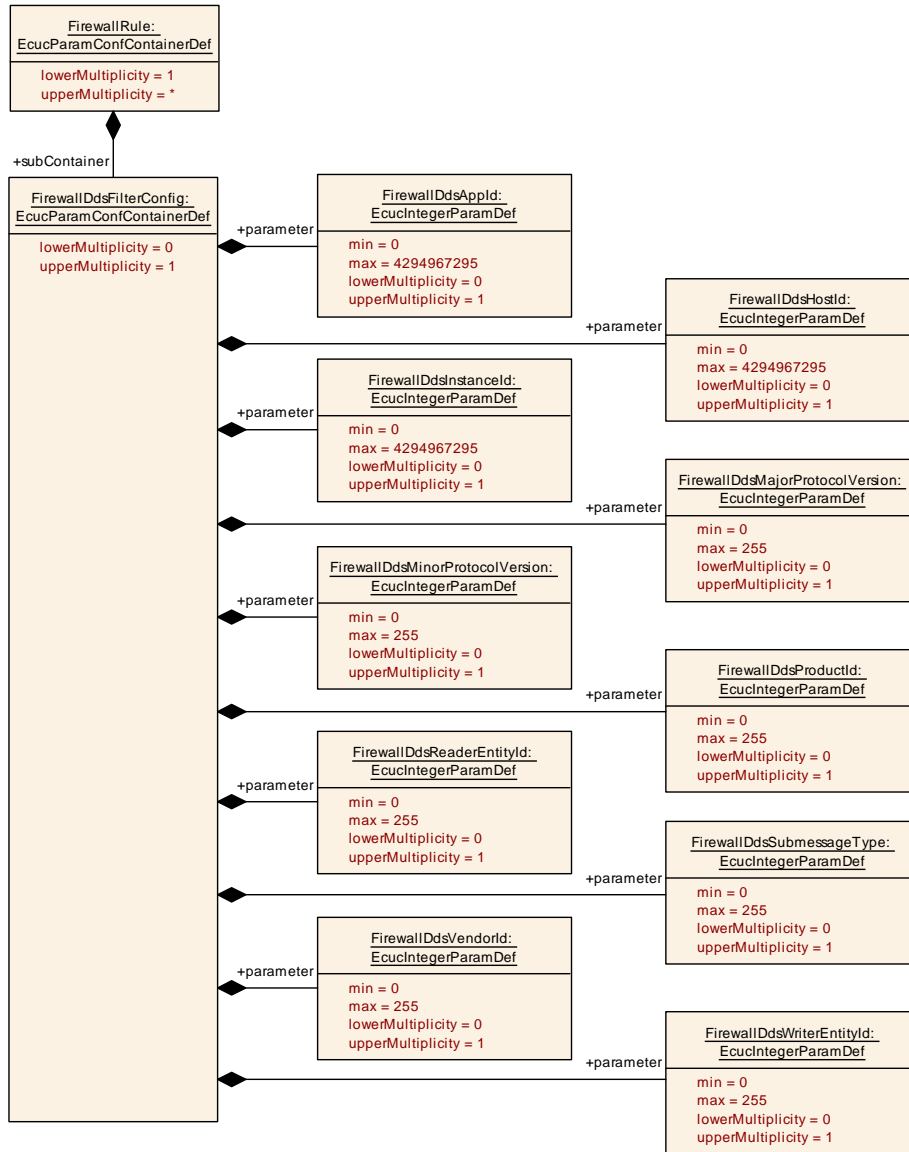 FirewallRule:
EcucParamConfContainerDef
lowerMultiplicity = 1
upperMultiplicity = *
+subContainer
FirewallDdsFilterConfig:
EcucParamConfContainerDef
lowerMultiplicity = 0
upperMultiplicity = 1
+parameter
FirewallDdsAppId:
EcucIntegerParamDef
min = 0
max = 4294967295
lowerMultiplicity = 0
upperMultiplicity = 1
+parameter
FirewallDdsHostId:
EcucIntegerParamDef
min = 0
max = 4294967295
lowerMultiplicity = 0
upperMultiplicity = 1
+parameter
FirewallDdsInstanceId:
EcucIntegerParamDef
min = 0
max = 4294967295
lowerMultiplicity = 0
upperMultiplicity = 1
+parameter
FirewallDdsMajorProtocolVersion:
EcucIntegerParamDef
min = 0
max = 255
lowerMultiplicity = 0
upperMultiplicity = 1
+parameter
FirewallDdsMinorProtocolVersion:
EcucIntegerParamDef
min = 0
max = 255
lowerMultiplicity = 0
upperMultiplicity = 1
+parameter
FirewallDdsProductId:
EcucIntegerParamDef
min = 0
max = 255
lowerMultiplicity = 0
upperMultiplicity = 1
+parameter
FirewallDdsReaderEntityId:
EcucIntegerParamDef
min = 0
max = 255
lowerMultiplicity = 0
upperMultiplicity = 1
+parameter
FirewallDdsSubmessageType:
EcucIntegerParamDef
min = 0
max = 255
lowerMultiplicity = 0
upperMultiplicity = 1
+parameter
FirewallDdsVendorId:
EcucIntegerParamDef
min = 0
max = 255
lowerMultiplicity = 0
upperMultiplicity = 1
+parameter
FirewallDdsWriterEntityId:
EcucIntegerParamDef
min = 0
max = 255
lowerMultiplicity = 0
upperMultiplicity = 1